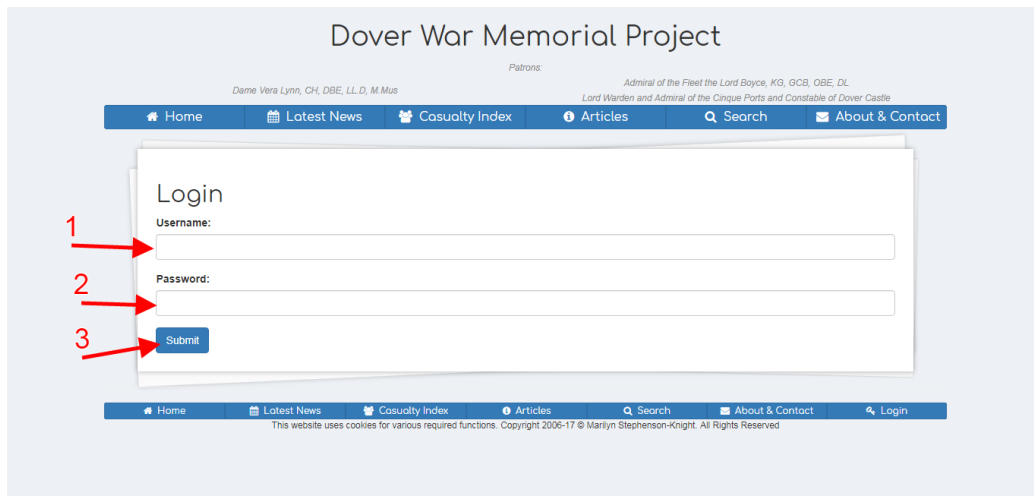 Dover War Memorial Project
Patrons:
Dame Vera Lynn, CH, DBE, LL.D, M.Mus
Admiral of the Fleet the Lord Boyce, KG, GCB, OBE, DL
Lord Warden and Admiral of the Cinque Ports and Constable of Dover Castle
Home Latest News Casualty Index Articles Search About & Contact
Login
1
Username:
2
Password:
3
Submit
Home Latest News Casualty Index Articles Search About & Contact Login
This website uses cookies for various required functions. Copyright 2006-17 © Marilyn Stephenson-Knight. All Rights Reserved